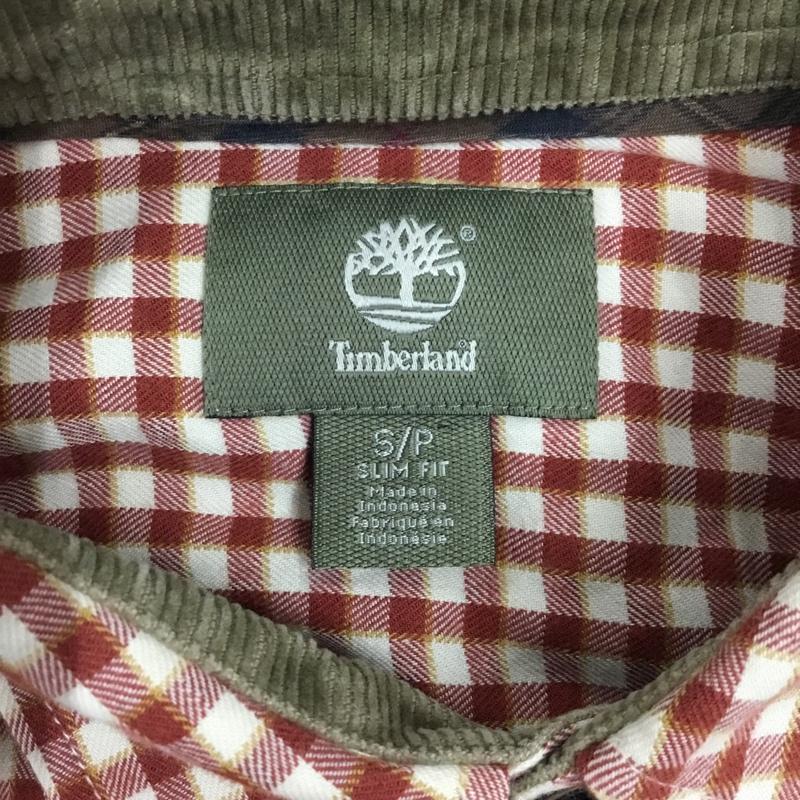 ®
Timberland®
S/P
SLIM FIT
Made in
Indonesia
Fabriqué en
Indonésie